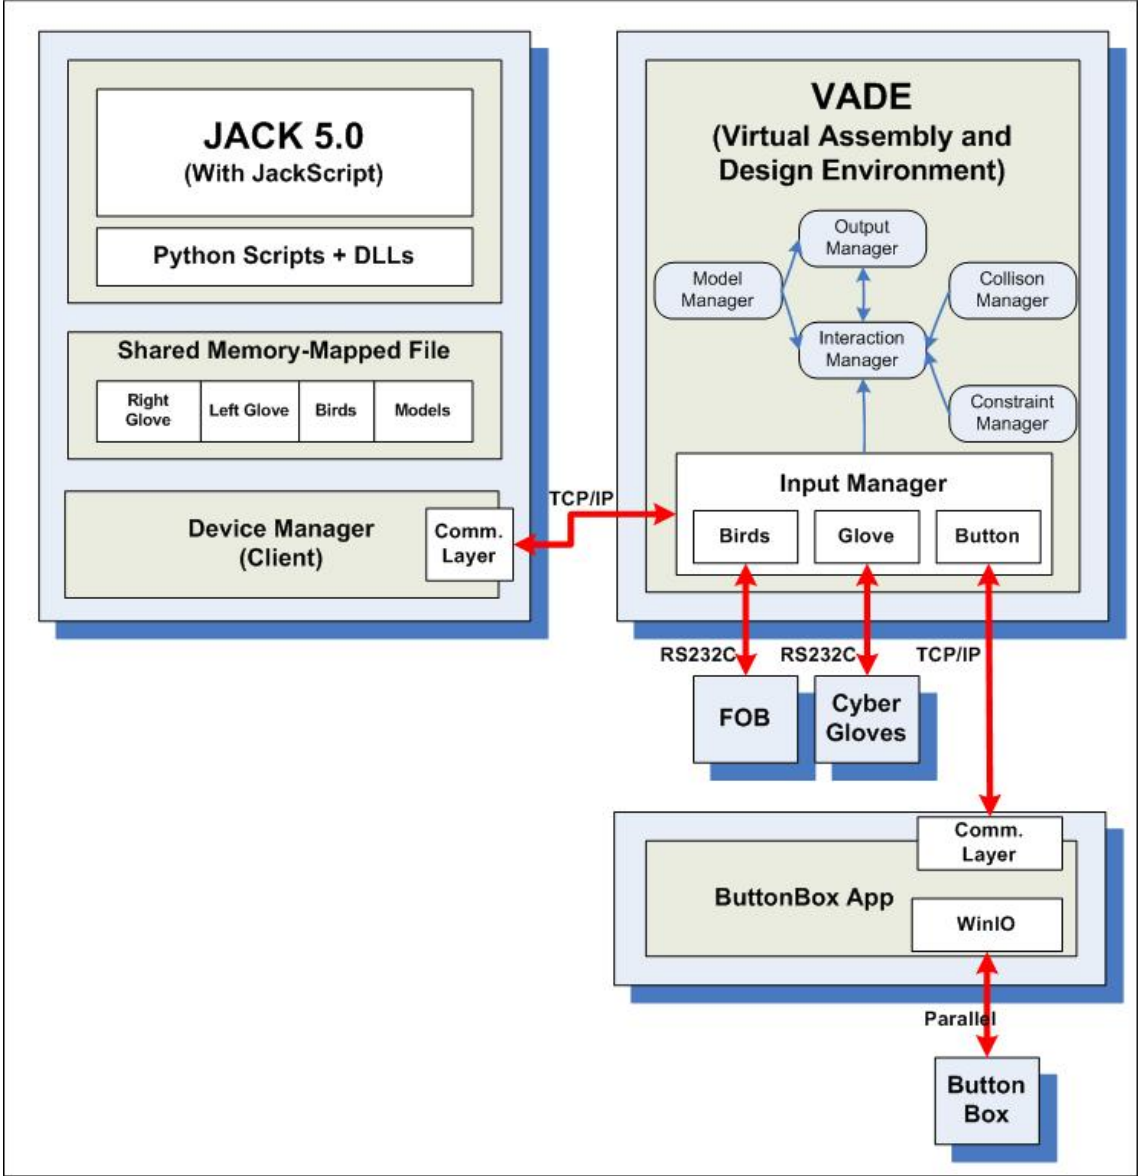 JACK 5.0
(With JackScript)
Python Scripts + DLLs
Shared Memory-Mapped File
Right
Glove
Left Glove
Birds
Models
Device Manager
(Client)
Comm.
Layer
TCP/IP
VADE
(Virtual Assembly and
Design Environment)
Output
Manager
Model
Manager
Collison
Manager
Interaction
Manager
Constraint
Manager
Input Manager
Birds
Glove
Button
RS232C
RS232C
TCP/IP
FOB
Cyber
Gloves
Comm.
Layer
ButtonBox App
WinIO
Parallel
Button
Box